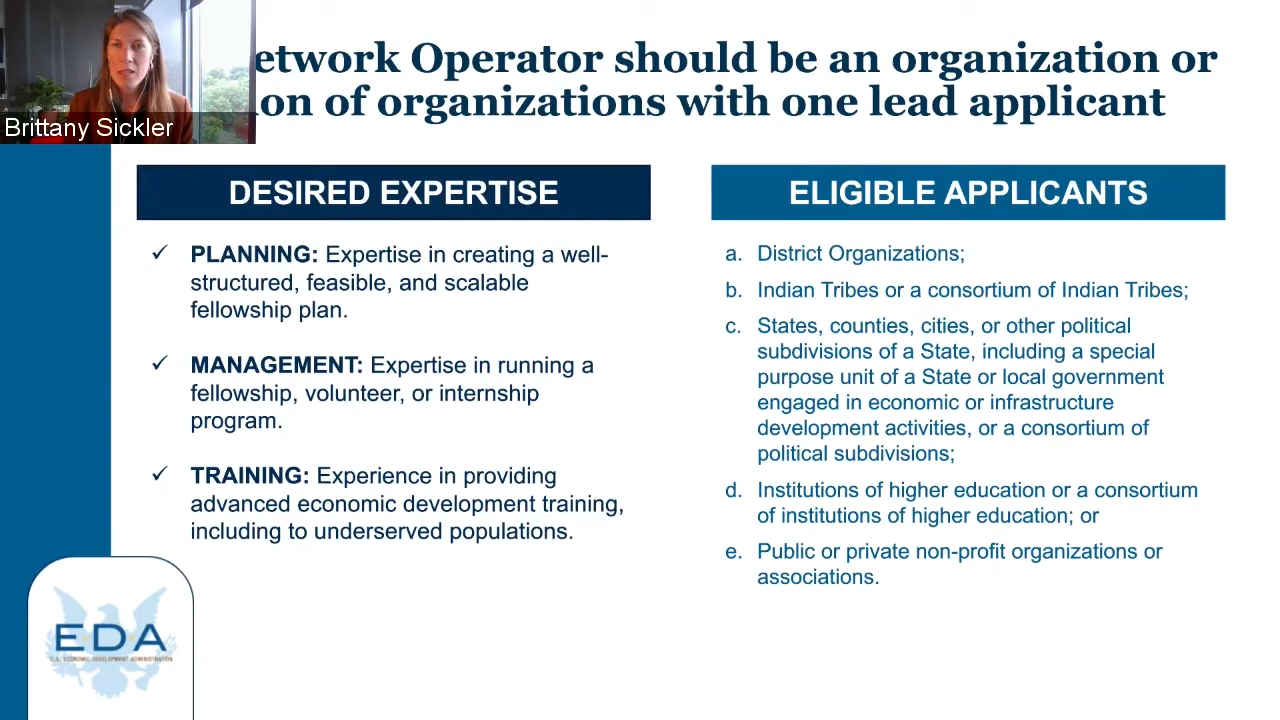 etwork Operator should be an organization or
ion of organizations with one lead applicant
Brittany Sickler
DESIRED EXPERTISE
✓ PLANNING: Expertise in creating a well-
structured, feasible, and scalable
fellowship plan.
✓ MANAGEMENT: Expertise in running a
fellowship, volunteer, or internship
program.
✓ TRAINING: Experience in providing
advanced economic development training,
including to underserved populations.
ELIGIBLE APPLICANTS
a. District Organizations;
b. Indian Tribes or a consortium of Indian Tribes;
c. States, counties, cities, or other political
subdivisions of a State, including a special
purpose unit of a State or local government
engaged in economic or infrastructure
development activities, or a consortium of
political subdivisions;
d. Institutions of higher education or a consortium
of institutions of higher education; or
e. Public or private non-profit organizations or
associations.
EDA
U.S. ECONOMIC DEVELOPMENT ADMINISTRATION